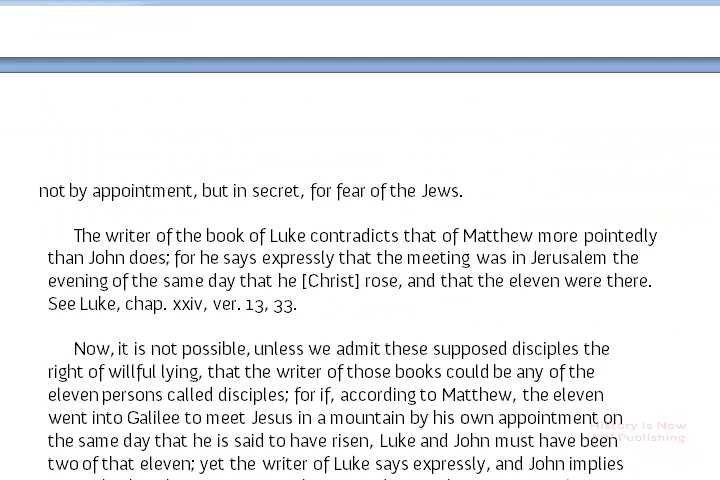 not by appointment, but in secret, for fear of the Jews.
The writer of the book of Luke contradicts that of Matthew more pointedly
than John does; for he says expressly that the meeting was in Jerusalem the
evening of the same day that he [Christ] rose, and that the eleven were there.
See Luke, chap. xxiv, ver. 13, 33.
Now, it is not possible, unless we admit these supposed disciples the
right of willful lying, that the writer of those books could be any of the
eleven persons called disciples; for if, according to Matthew, the eleven
went into Galilee to meet Jesus in a mountain by his own appointment on
History Is Now
the same day that he is said to have risen, Luke and John must have been
Publishing
two of that eleven; yet the writer of Luke says expressly, and John implies